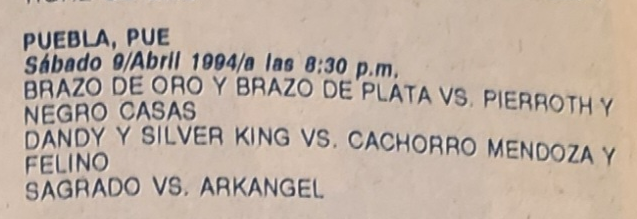 PUEBLA, PUE
Sábado 9/Abril 1994/a las 8:30 p.m.
BRAZO DE ORO Y BRAZO DE PLATA VS. PIERROTH Y
NEGRO CASAS
DANDY Y SILVER KING VS. CACHORRO MENDOZA Y
FELINO
SAGRADO VS. ARKANGEL